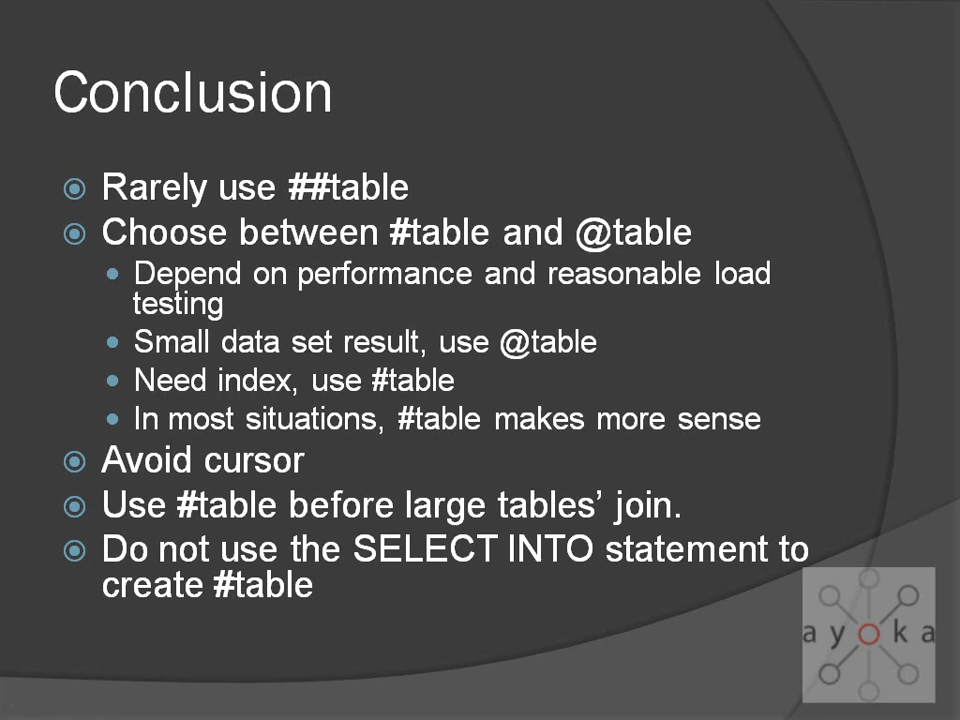 Conclusion
Rarely use ##table
Choose between #table and @table
Depend on performance and reasonable load
testing
Small data set result, use @table
Need index, use #table
In most situations, #table makes more sense
Avoid cursor
Use #table before large tables’ join.
Do not use the SELECT INTO statement to
create #table
ayoka